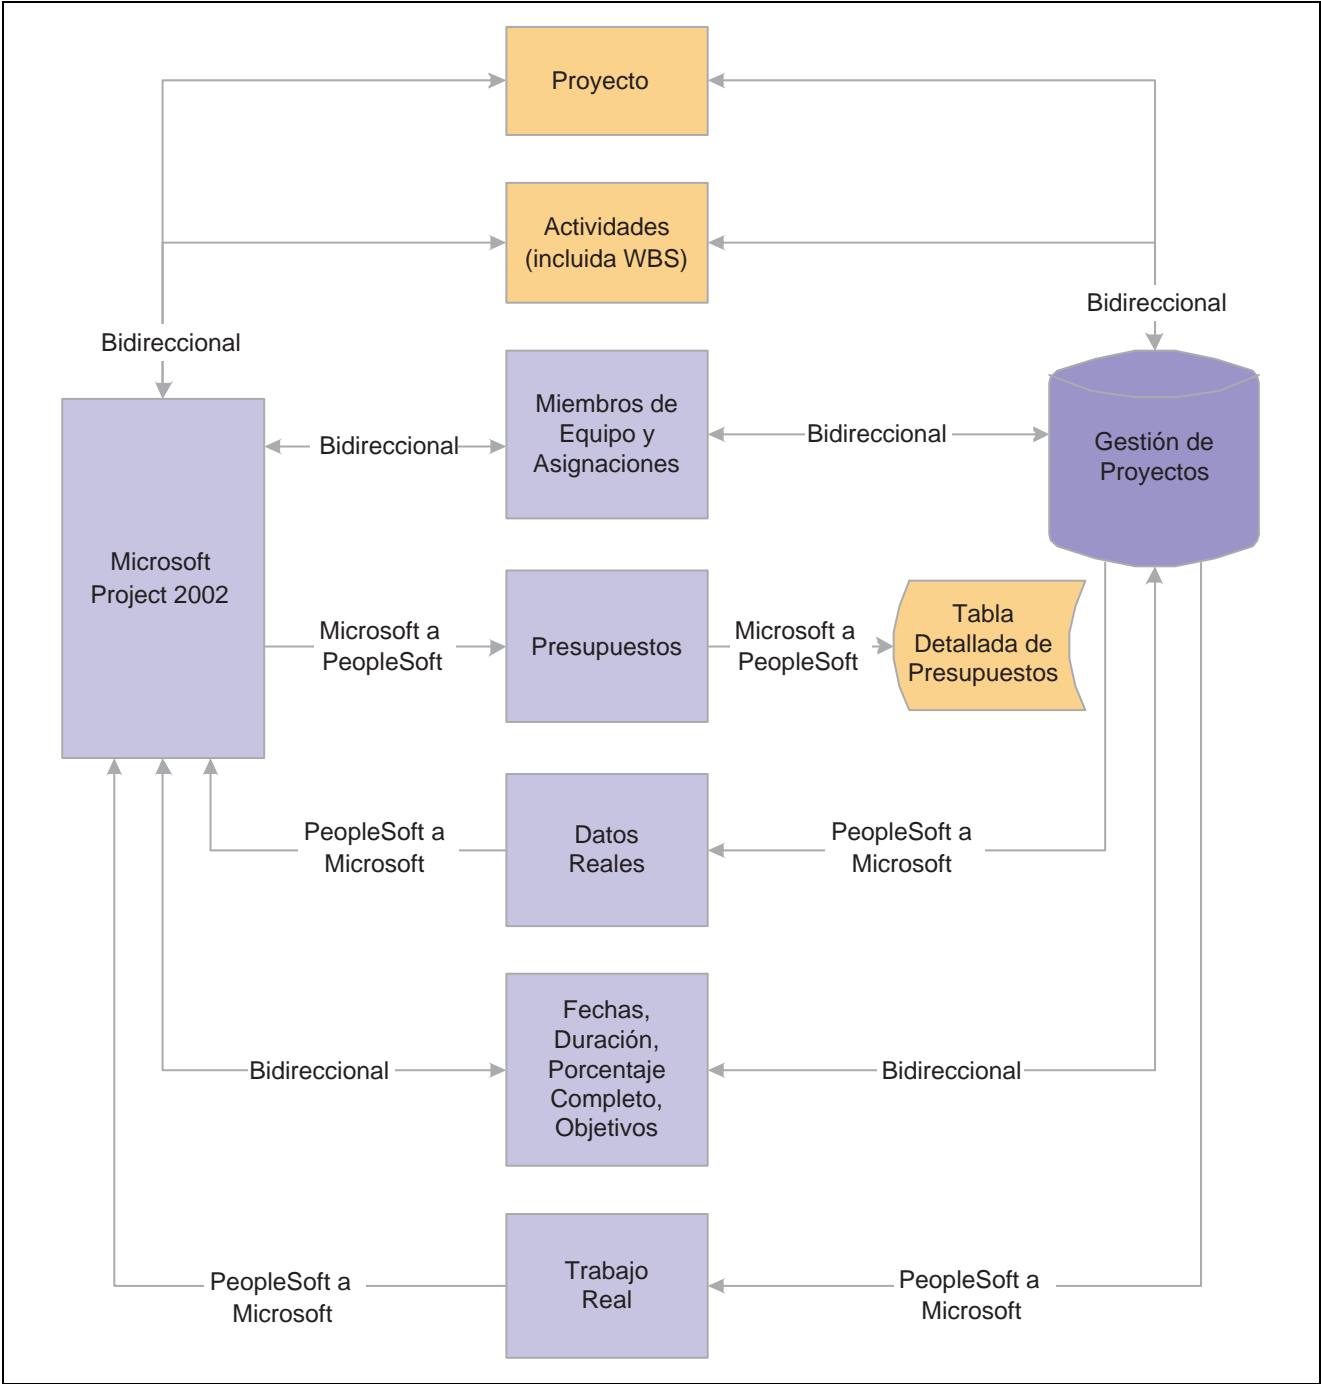 Proyecto
Actividades
(incluida WBS)
Bidireccional
Bidireccional
Miembros de
Equipo y
Asignaciones
Bidireccional
Bidireccional
Gestión de
Proyectos
Microsoft
Project 2002
Microsoft a
PeopleSoft
Presupuestos
Microsoft a
PeopleSoft
Tabla
Detallada de
Presupuestos
PeopleSoft a
Microsoft
Datos
Reales
PeopleSoft a
Microsoft
Bidireccional
Fechas,
Duración,
Porcentaje
Completo,
Objetivos
Bidireccional
PeopleSoft a
Microsoft
Trabajo
Real
PeopleSoft a
Microsoft